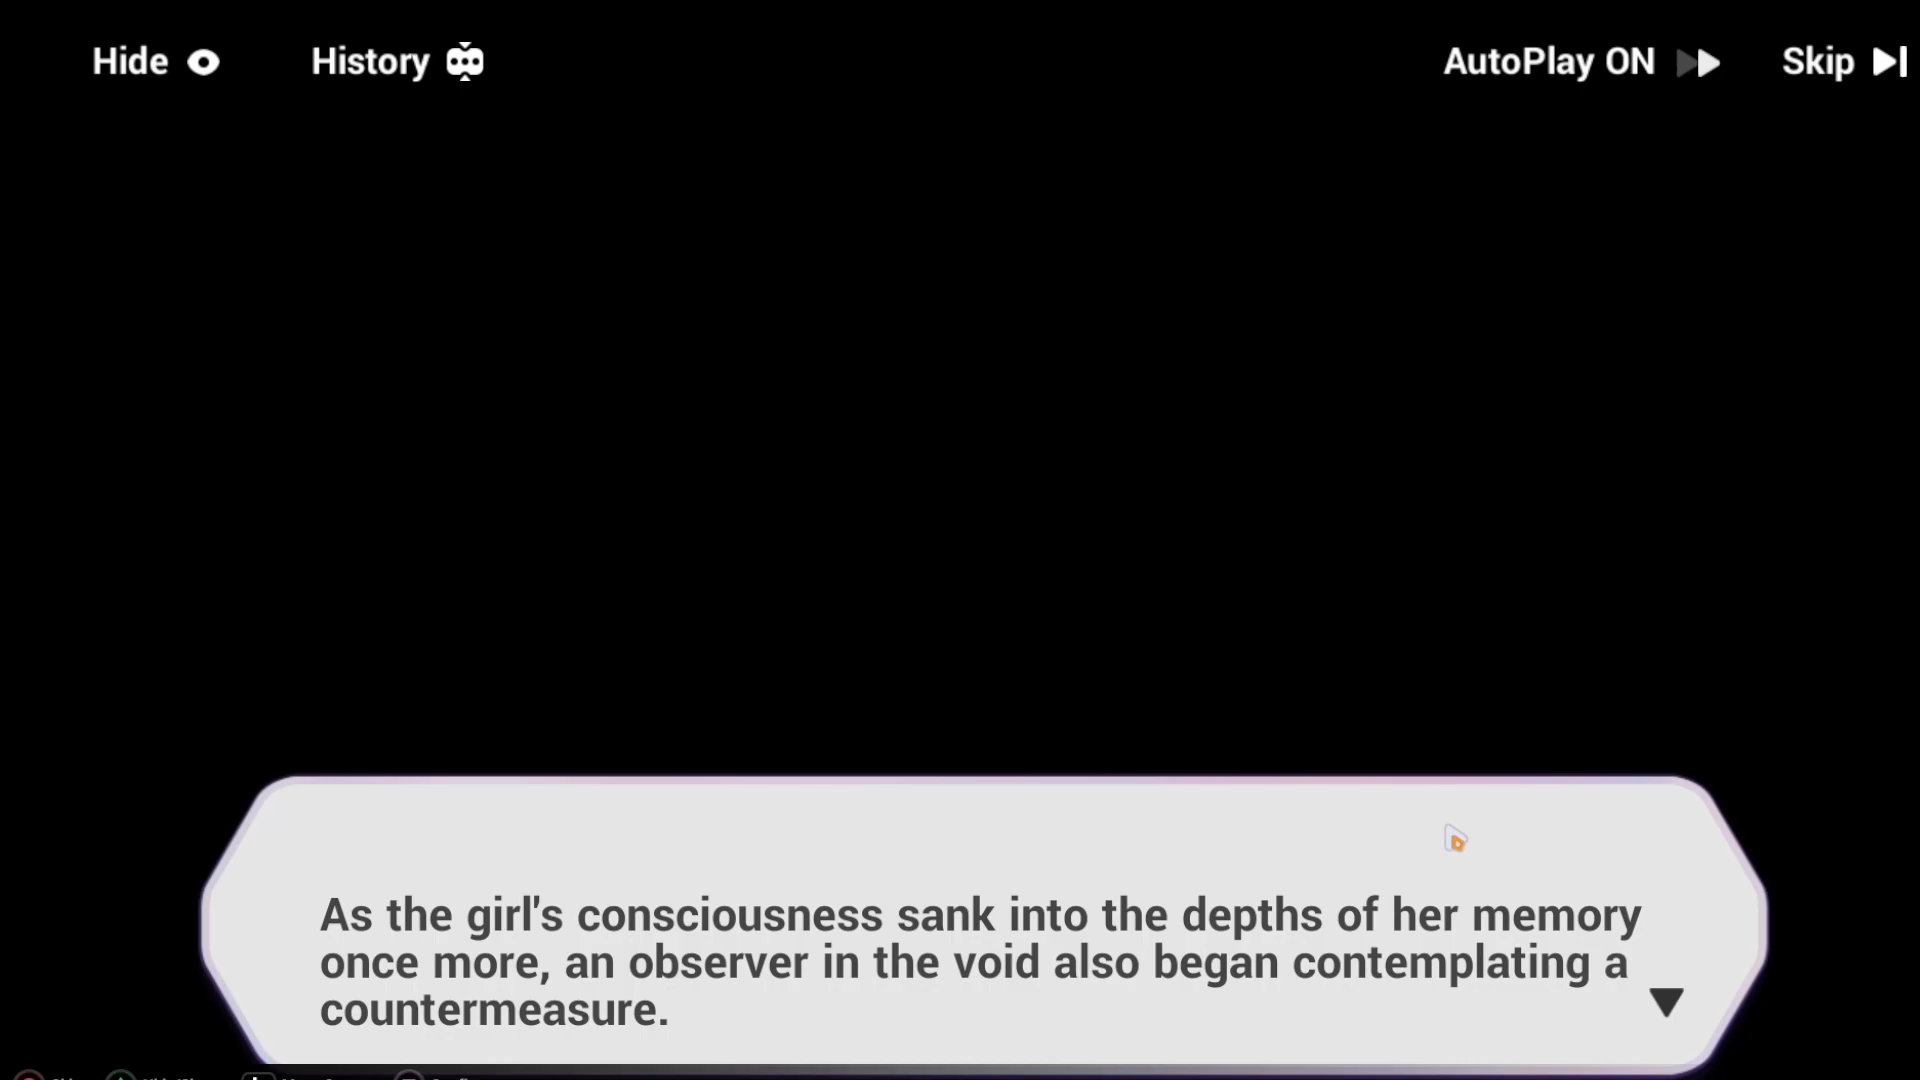 Hide
History
AutoPlay ON
Skip
As the girl's consciousness sank into the depths of her memory
once more, an observer in the void also began contemplating a
countermeasure.